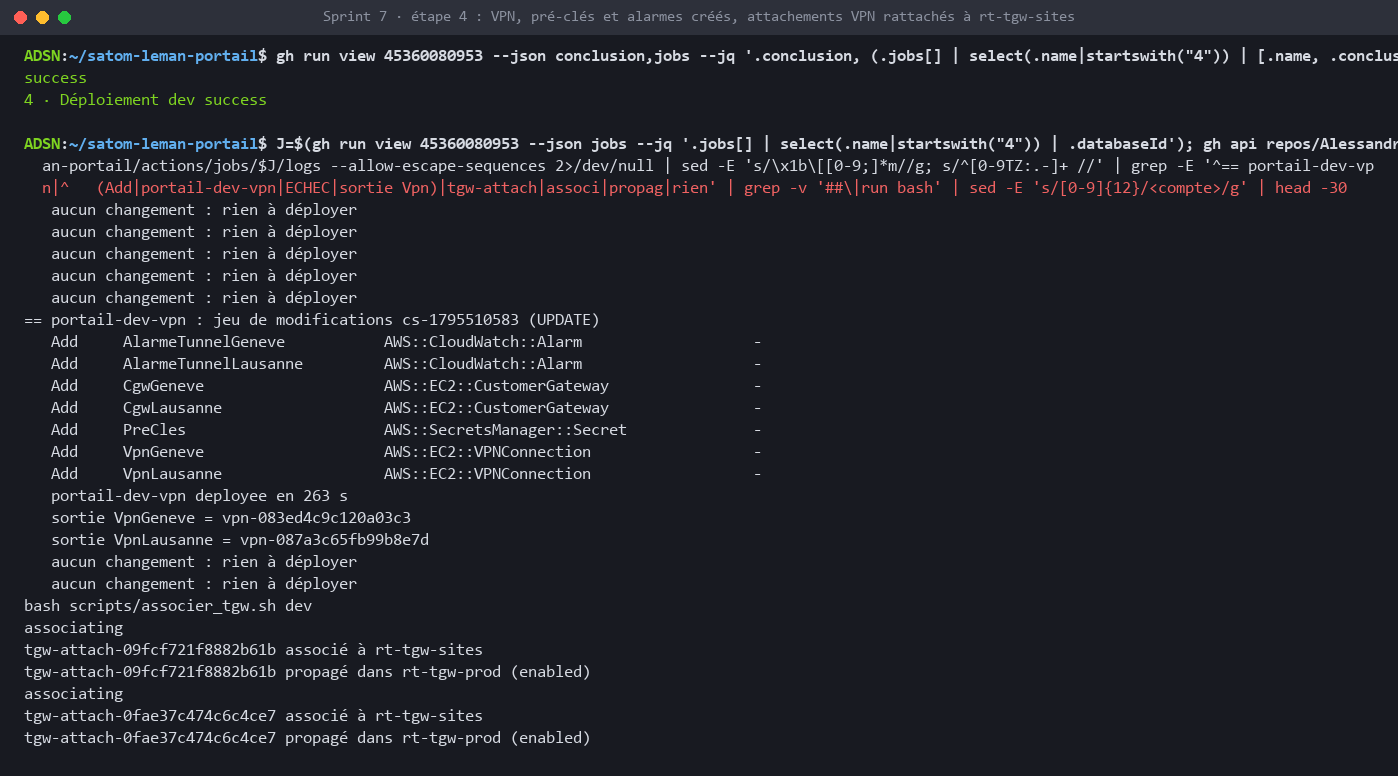 Sprint 7 · étape 4 : VPN, pré-clés et alarmes créés, attachements VPN rattachés à rt-tgw-sites
ADSN:~/satom-leman-portail$ gh run view 45360080953 --json conclusion,jobs --jq '.conclusion, (.jobs[] | select(.name|startswith("4")) | [.name, .conclus
success
4 · Déploiement dev success
ADSN:~/satom-leman-portail$ J=$(gh run view 45360080953 --json jobs --jq '.jobs[] | select(.name|startswith("4")) | .databaseId'); gh api repos/Alessandr
an-portail/actions/jobs/$J/logs --allow-escape-sequences 2>/dev/null | sed -E 's/\x1b\[[0-9;]*m//g; s/^[0-9TZ:.-]+ //' | grep -E '^== portail-dev-vp
n|^   (Add|portail-dev-vpn|ECHEC|sortie Vpn)|tgw-attach|associ|propag|rien' | grep -v '##\|run bash' | sed -E 's/[0-9]{12}/<compte>/g' | head -30
aucun changement : rien à déployer
aucun changement : rien à déployer
aucun changement : rien à déployer
aucun changement : rien à déployer
aucun changement : rien à déployer
== portail-dev-vpn : jeu de modifications cs-1795510583 (UPDATE)
Add AlarmeTunnelGeneve AWS::CloudWatch::Alarm -
Add AlarmeTunnelLausanne AWS::CloudWatch::Alarm -
Add CgwGeneve AWS::EC2::CustomerGateway -
Add CgwLausanne AWS::EC2::CustomerGateway -
Add PreCles AWS::SecretsManager::Secret -
Add VpnGeneve AWS::EC2::VPNConnection -
Add VpnLausanne AWS::EC2::VPNConnection -
portail-dev-vpn deployee en 263 s
sortie VpnGeneve = vpn-083ed4c9c120a03c3
sortie VpnLausanne = vpn-087a3c65fb99b8e7d
aucun changement : rien à déployer
aucun changement : rien à déployer
bash scripts/associer_tgw.sh dev
associating
tgw-attach-09fcf721f8882b61b associé à rt-tgw-sites
tgw-attach-09fcf721f8882b61b propagé dans rt-tgw-prod (enabled)
associating
tgw-attach-0fae37c474c6c4ce7 associé à rt-tgw-sites
tgw-attach-0fae37c474c6c4ce7 propagé dans rt-tgw-prod (enabled)